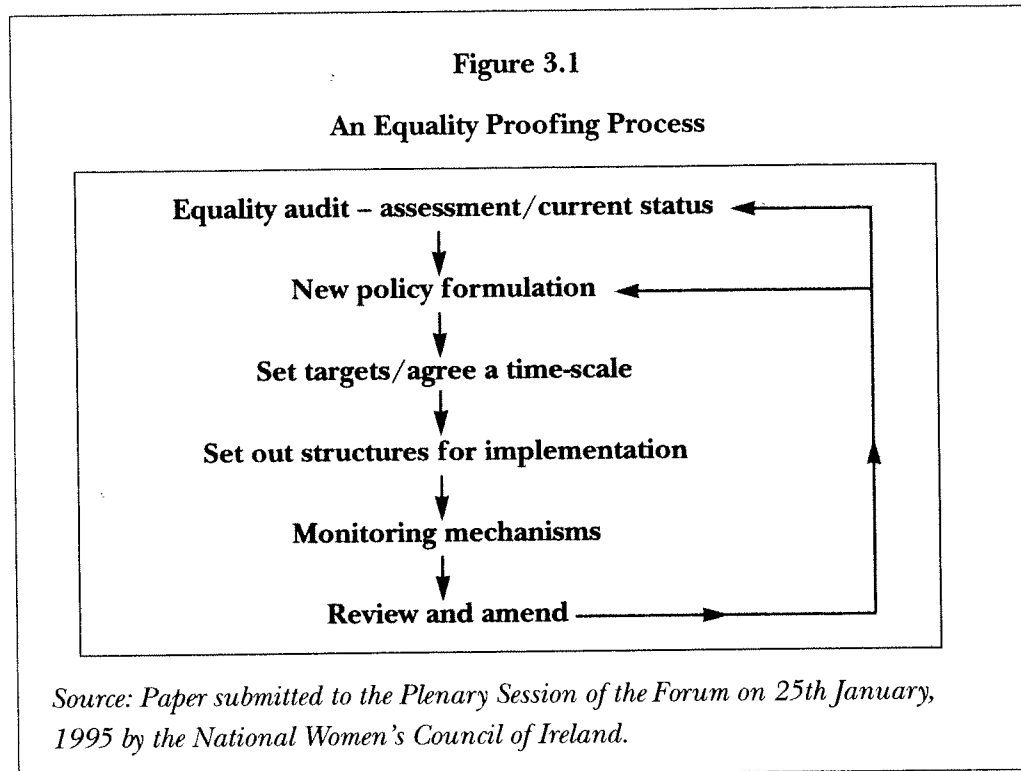 Figure 3.1
An Equality Proofing Process
Equality audit – assessment/current status
New policy formulation
Set targets/agree a time-scale
Set out structures for implementation
Monitoring mechanisms
Review and amend
Source: Paper submitted to the Plenary Session of the Forum on 25th January,
1995 by the National Women's Council of Ireland.